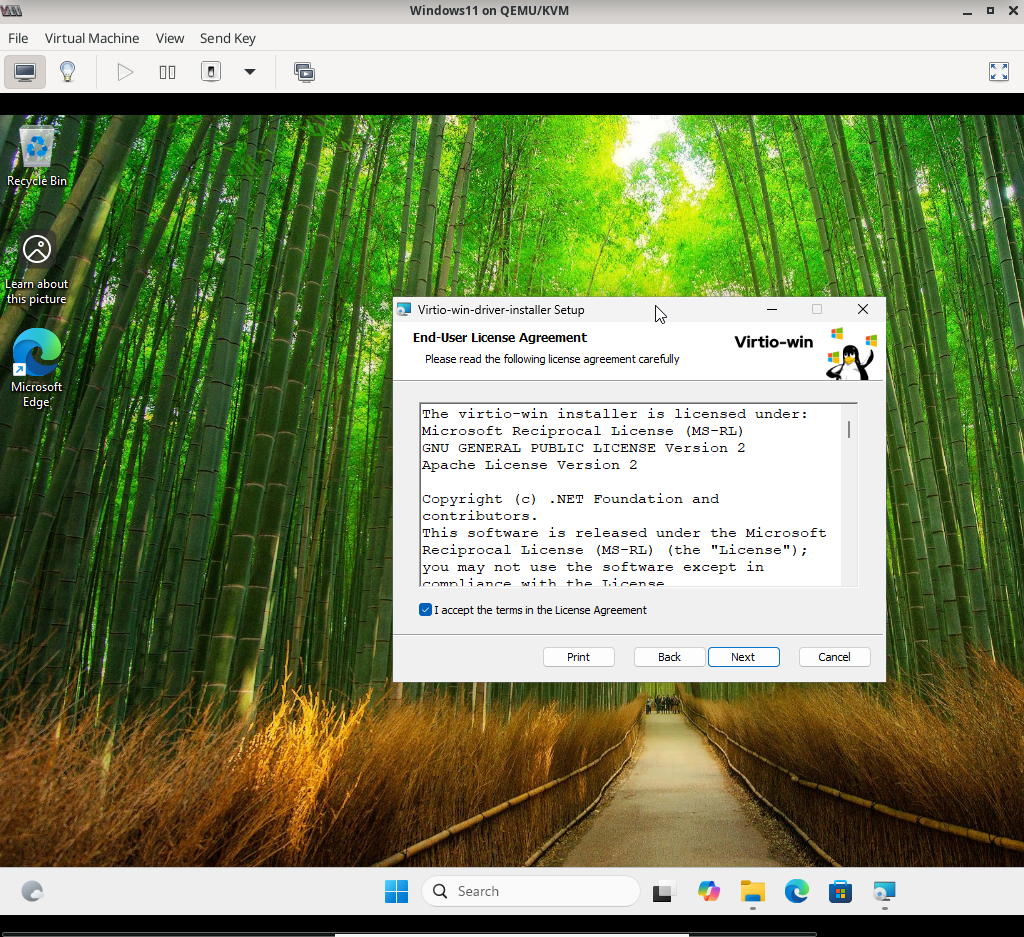 Windows11 on QEMU/KVM
File Virtual Machine View Send Key
Recycle Bin
Learn about
this picture
Microsoft
Edge
Virtio-win-driver-installer Setup
End-User License Agreement
Please read the following license agreement carefully
Virtio-win
The virtio-win installer is licensed under:
Microsoft Reciprocal License (MS-RL)
GNU GENERAL PUBLIC LICENSE Version 2
Apache License Version 2
Copyright (c) .NET Foundation and
contributors.
This software is released under the Microsoft
Reciprocal License (MS-RL) (the "License");
you may not use the software except in
compliance with the License
I accept the terms in the License Agreement
Print Back Next Cancel
Search